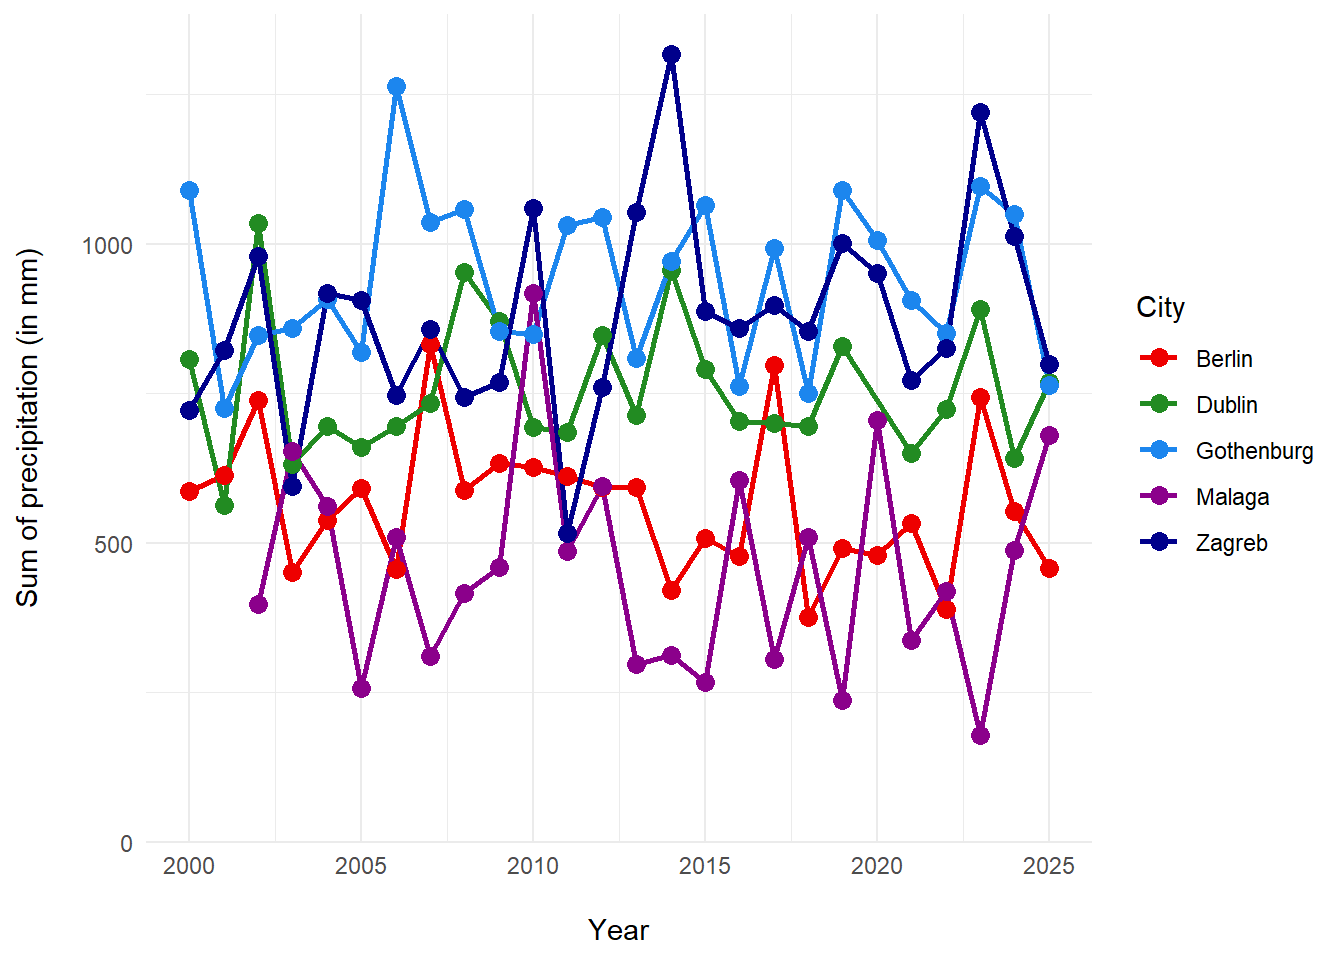 Sum of precipitation (in mm)
1000
500
0
2000 2005 2010 2015 2020 2025
Year
City
Berlin
Dublin
Gothenburg
Malaga
Zagreb